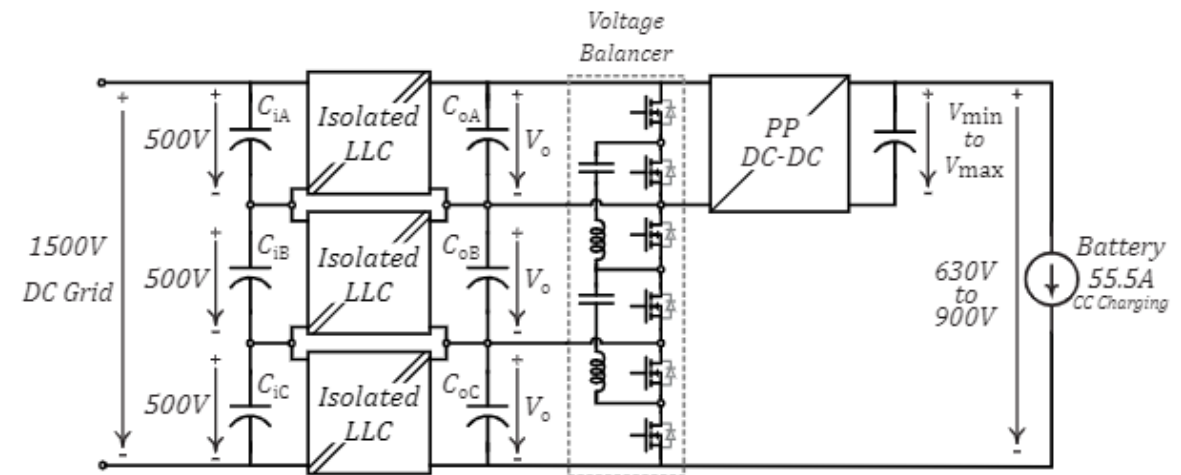 Voltage
Balancer
+
+
C_iA
Isolated
LLC
C_oA
+
500V
V_o
-
-
PP
DC-DC
+
V_min
to
V_max
-
+
1500V
DC Grid
+
C_iB
Isolated
LLC
C_oB
+
500V
V_o
-
-
630V
to
900V
Battery
55.5A
CC Charging
+
C_iC
Isolated
LLC
C_oC
+
500V
V_o
-
-
-
-